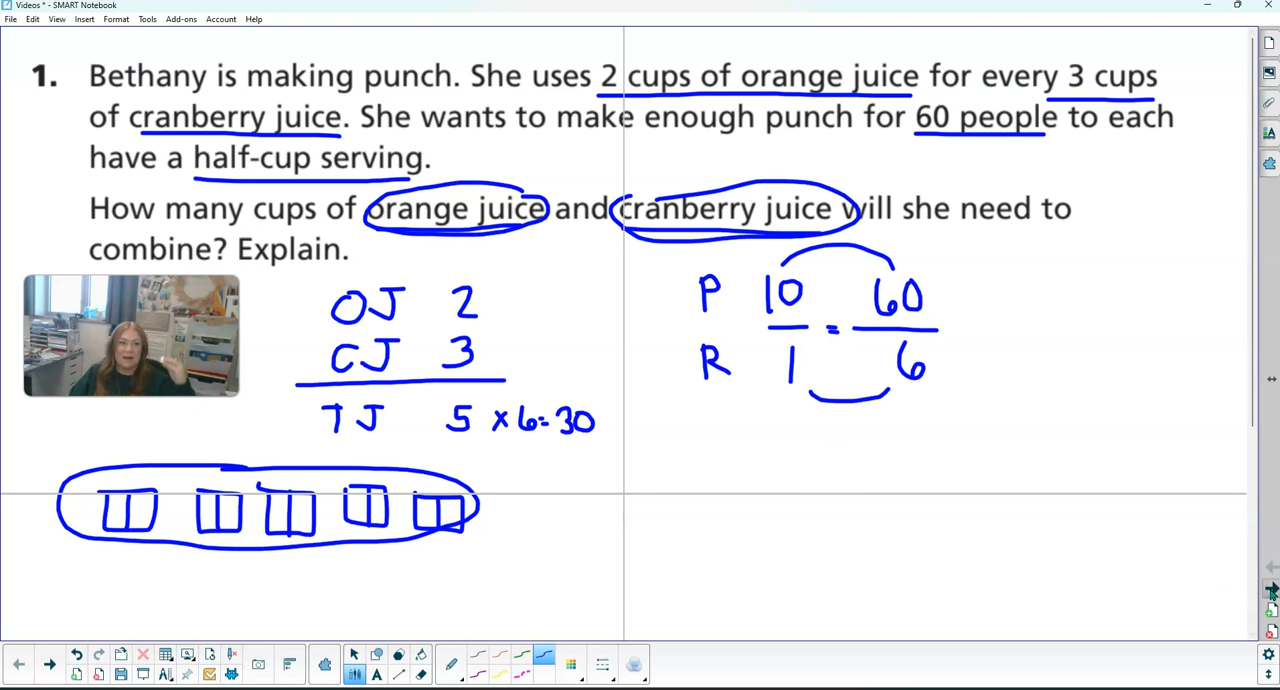 Videos * - SMART Notebook
File Edit View Insert Format Tools Add-ons Account Help
1. Bethany is making punch. She uses 2 cups of orange juice for every 3 cups
of cranberry juice. She wants to make enough punch for 60 people to each
have a half-cup serving.
How many cups of orange juice and cranberry juice will she need to
combine? Explain.
OJ 2
CJ 3
TJ 5 x 6 = 30
P 10 = 60
R 1 6